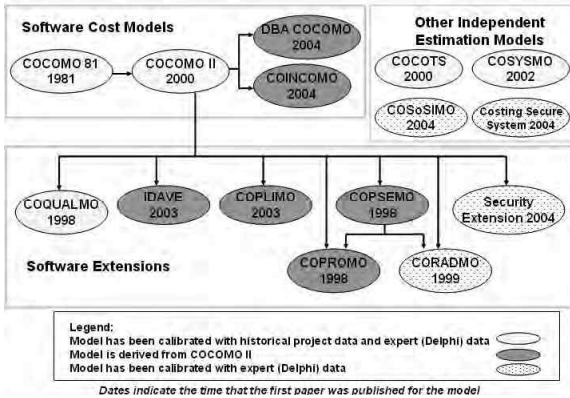 Software Cost Models
COCOMO 81
1981
COCOMO II
2000
DBA COCOMO
2004
COINCOMO
2004
Other Independent
Estimation Models
COCOTS
2000
COSYSMO
2002
COSoSIMO
2004
Costing Secure
System 2004
COQUALMO
1998
IDAVE
2003
COPLIMO
2003
COPSEMO
1998
Security
Extension 2004
Software Extensions
COPROMO
1998
CORADMO
1999
Legend:
Model has been calibrated with historical project data and expert (Delphi) data
Model is derived from COCOMO II
Model has been calibrated with expert (Delphi) data
Dates indicate the time that the first paper was published for the model